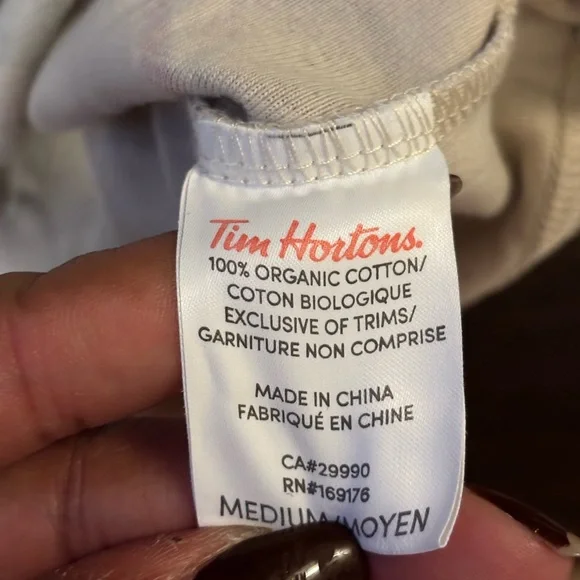 Tim Hortons.
100% ORGANIC COTTON/
COTON BIOLOGIQUE
EXCLUSIVE OF TRIMS/
GARNITURE NON COMPRISE
MADE IN CHINA
FABRIQUÉ EN CHINE
CA#29990
RN#169176
MEDIUM/MOYEN